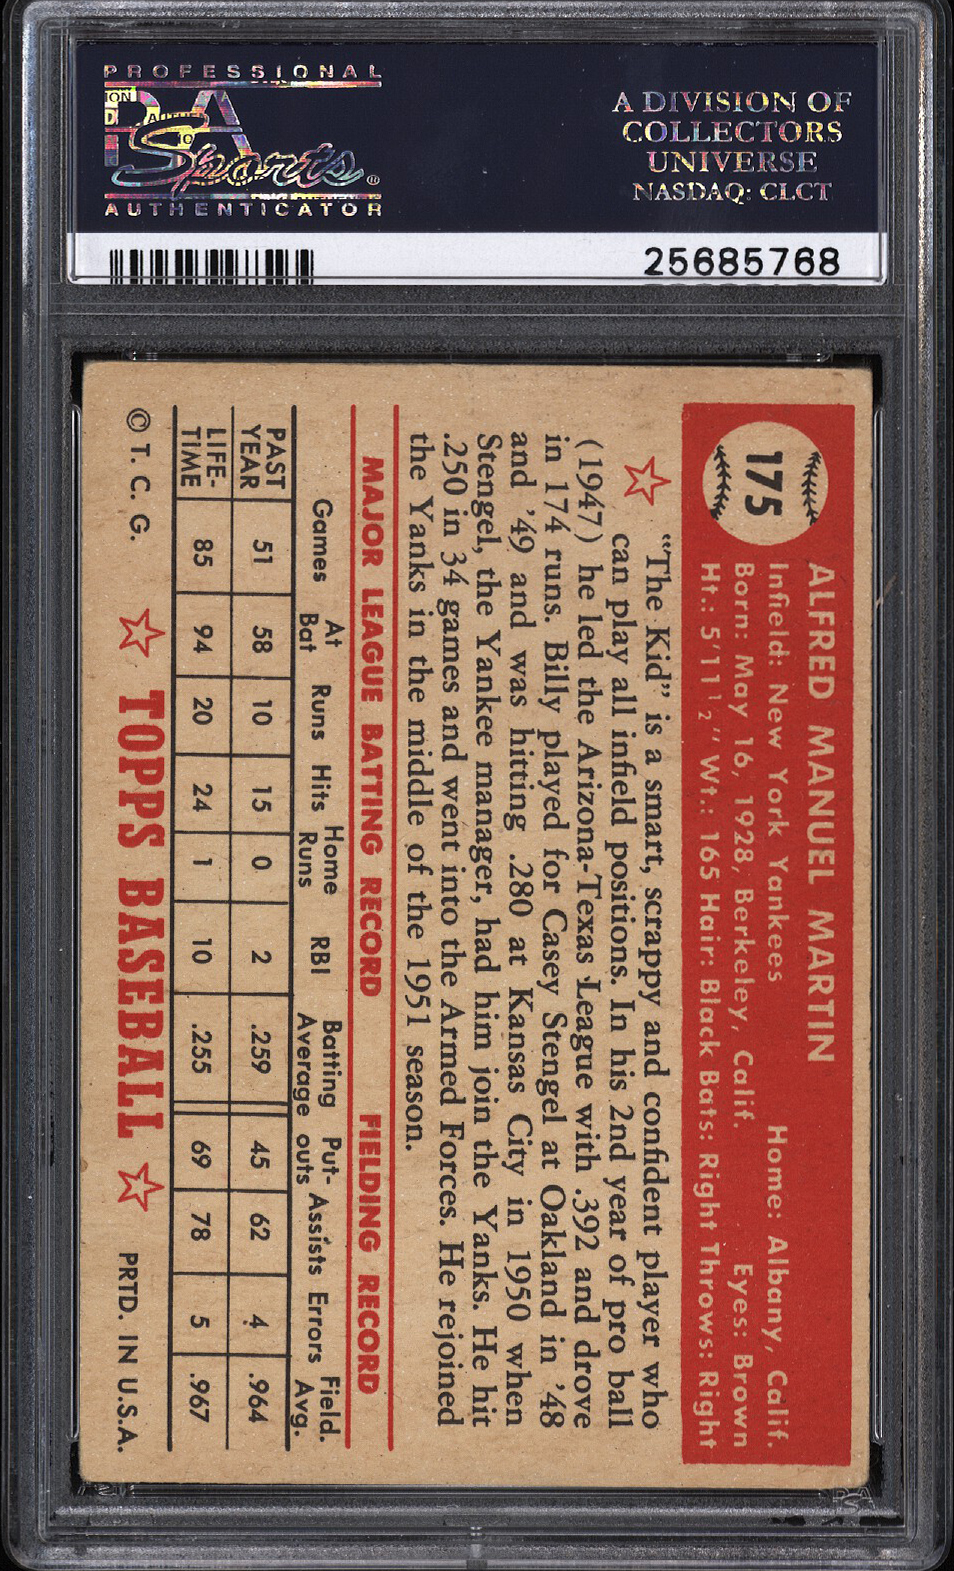 PROFESSIONAL
PSA
Sports®
AUTHENTICATOR
A DIVISION OF
COLLECTORS
UNIVERSE
NASDAQ: CLCT
25685768
175
ALFRED MANUEL MARTIN
Infield: New York Yankees Home: Albany, Calif.
Born: May 16, 1928, Berkeley, Calif. Eyes: Brown
Ht.: 5'11 1/2" Wt.: 165 Hair: Black Bats: Right Throws: Right
"The Kid" is a smart, scrappy and confident player who
can play all infield positions. In his 2nd year of pro ball
(1947) he led the Arizona-Texas League with .392 and drove
in 174 runs. Billy played for Casey Stengel at Oakland in '48
and '49 and was hitting .280 at Kansas City in 1950 when
Stengel, the Yankee manager, had him join the Yanks. He hit
.250 in 34 games and went into the Armed Forces. He rejoined
the Yanks in the middle of the 1951 season.
MAJOR LEAGUE BATTING RECORD FIELDING RECORD
Games At Bat Runs Hits Home Runs RBI Batting Average Put-outs Assists Errors Field. Avg.
PAST YEAR 51 58 10 15 0 2 .259 45 62 4 .964
LIFE-TIME 85 94 20 24 1 10 .255 69 78 5 .967
© T. C. G. TOPPS BASEBALL PRTD. IN U.S.A.